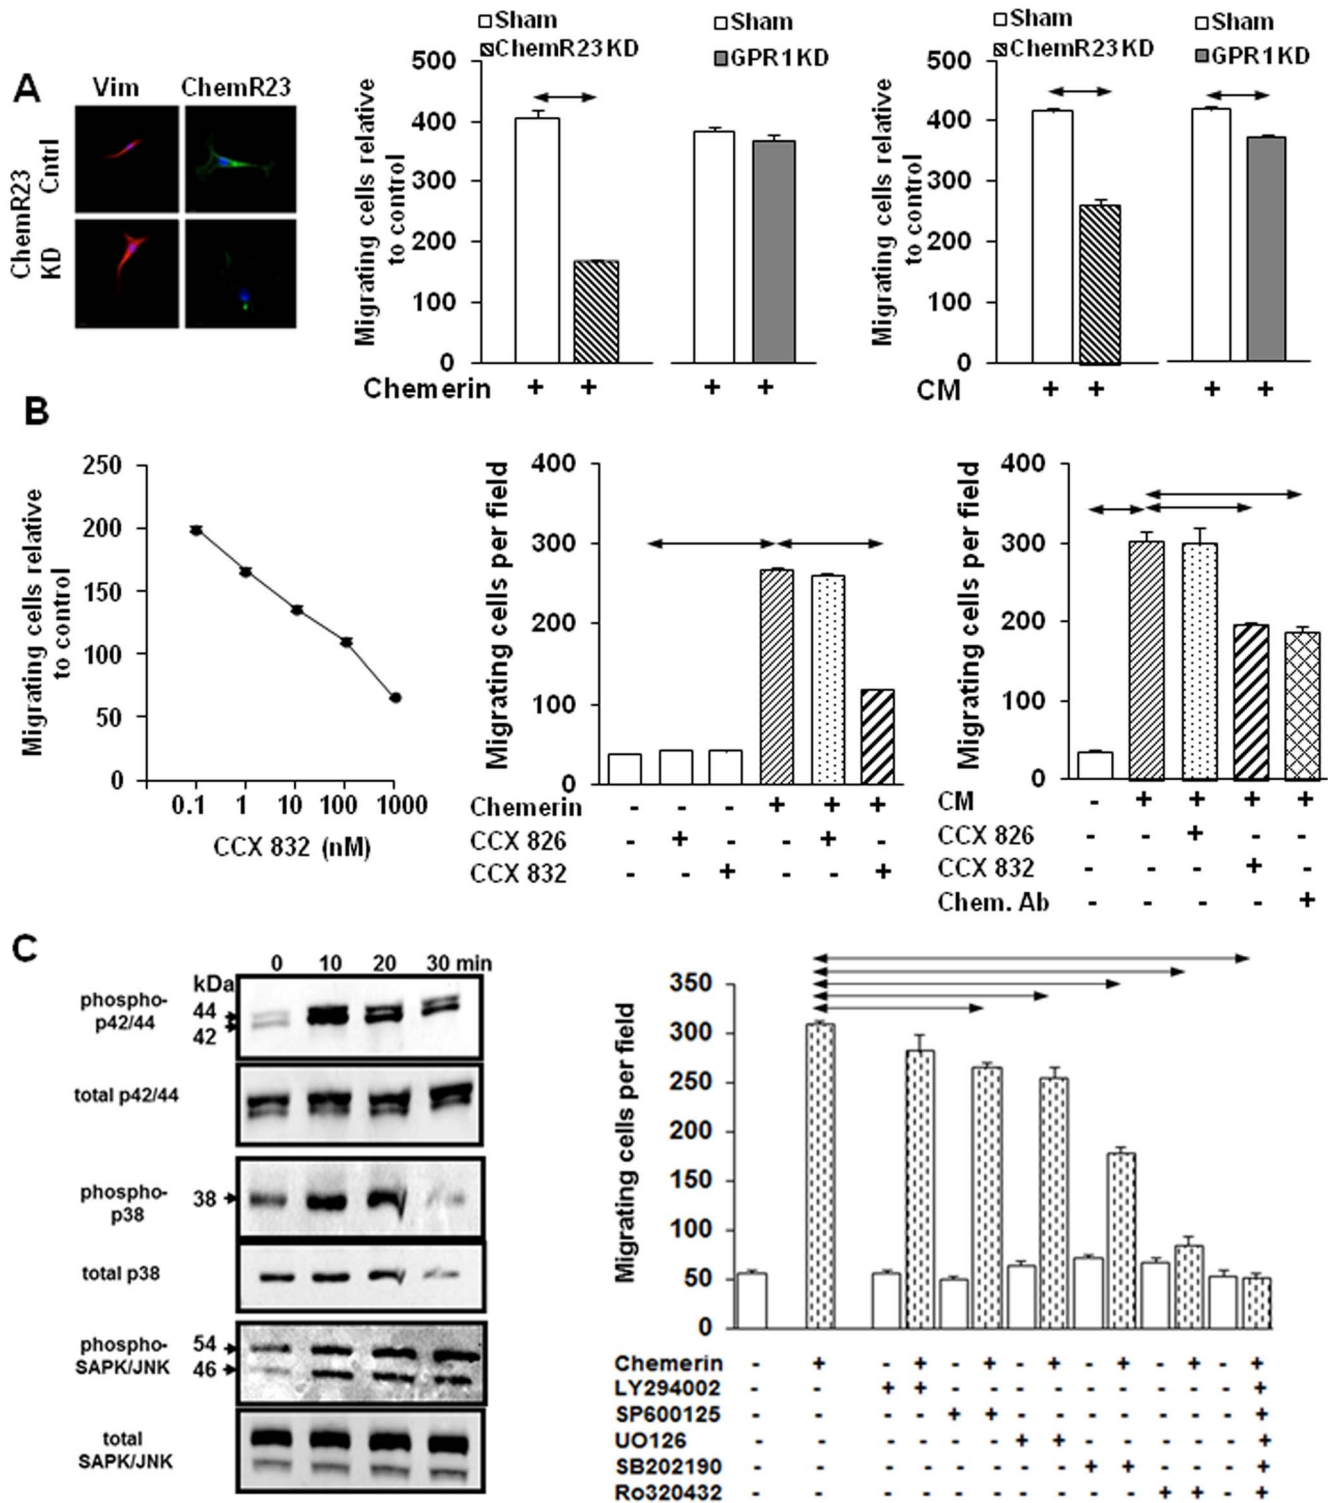 A
Vim ChemR23
ChemR23
Cntrl
KD
Sham
ChemR23KD
Sham
GPR1KD
Migrating cells relative
to control
500
400
300
200
100
0
Chemerin + + + +
Sham
ChemR23KD
Sham
GPR1KD
Migrating cells relative
to control
500
400
300
200
100
0
CM + + + +
B
Migrating cells relative
to control
250
200
150
100
50
0
0.1 1 10 100 1000
CCX 832 (nM)
Migrating cells per field
400
300
200
100
0
Chemerin - - - + + +
CCX 826 - + - - + -
CCX 832 - - + - - +
Migrating cells per field
400
300
200
100
0
CM - + + + +
CCX 826 - - + - -
CCX 832 - - - + -
Chem. Ab - - - - +
C
0 10 20 30 min
kDa
phospho-
p42/44
44
42
total p42/44
phospho-
p38
38
total p38
phospho-
SAPK/JNK
54
46
total
SAPK/JNK
Migrating cells per field
350
300
250
200
150
100
50
0
Chemerin - + - + - + - + - + - + - +
LY294002 - - + + - - - - - - - - - +
SP600125 - - - - + + - - - - - - - +
UO126 - - - - - - + + - - - - - +
SB202190 - - - - - - - - + + - - - +
Ro320432 - - - - - - - - - - + + - +